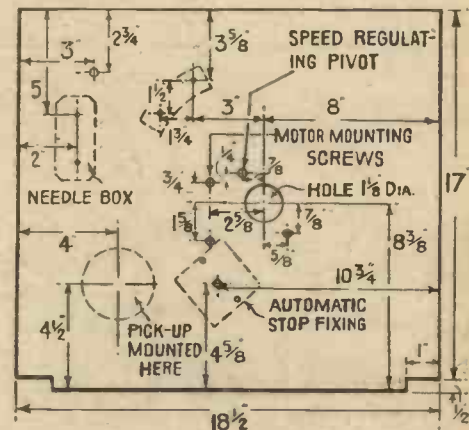 2¾"
3"
3⅝"
SPEED REGULAT-
ING PIVOT
5
1½"
1¾"
3"
8"
2"
MOTOR MOUNTING
SCREWS
¼"
⅞"
¾"
NEEDLE BOX
HOLE 1⅛ DIA.
17"
1⅝"
2⅝"
⅞"
⅝"
8⅜"
4"
10¾"
4½"
PICK-UP
MOUNTED
HERE
AUTOMATIC
STOP FIXING
4⅝"
1"
½"
18½"